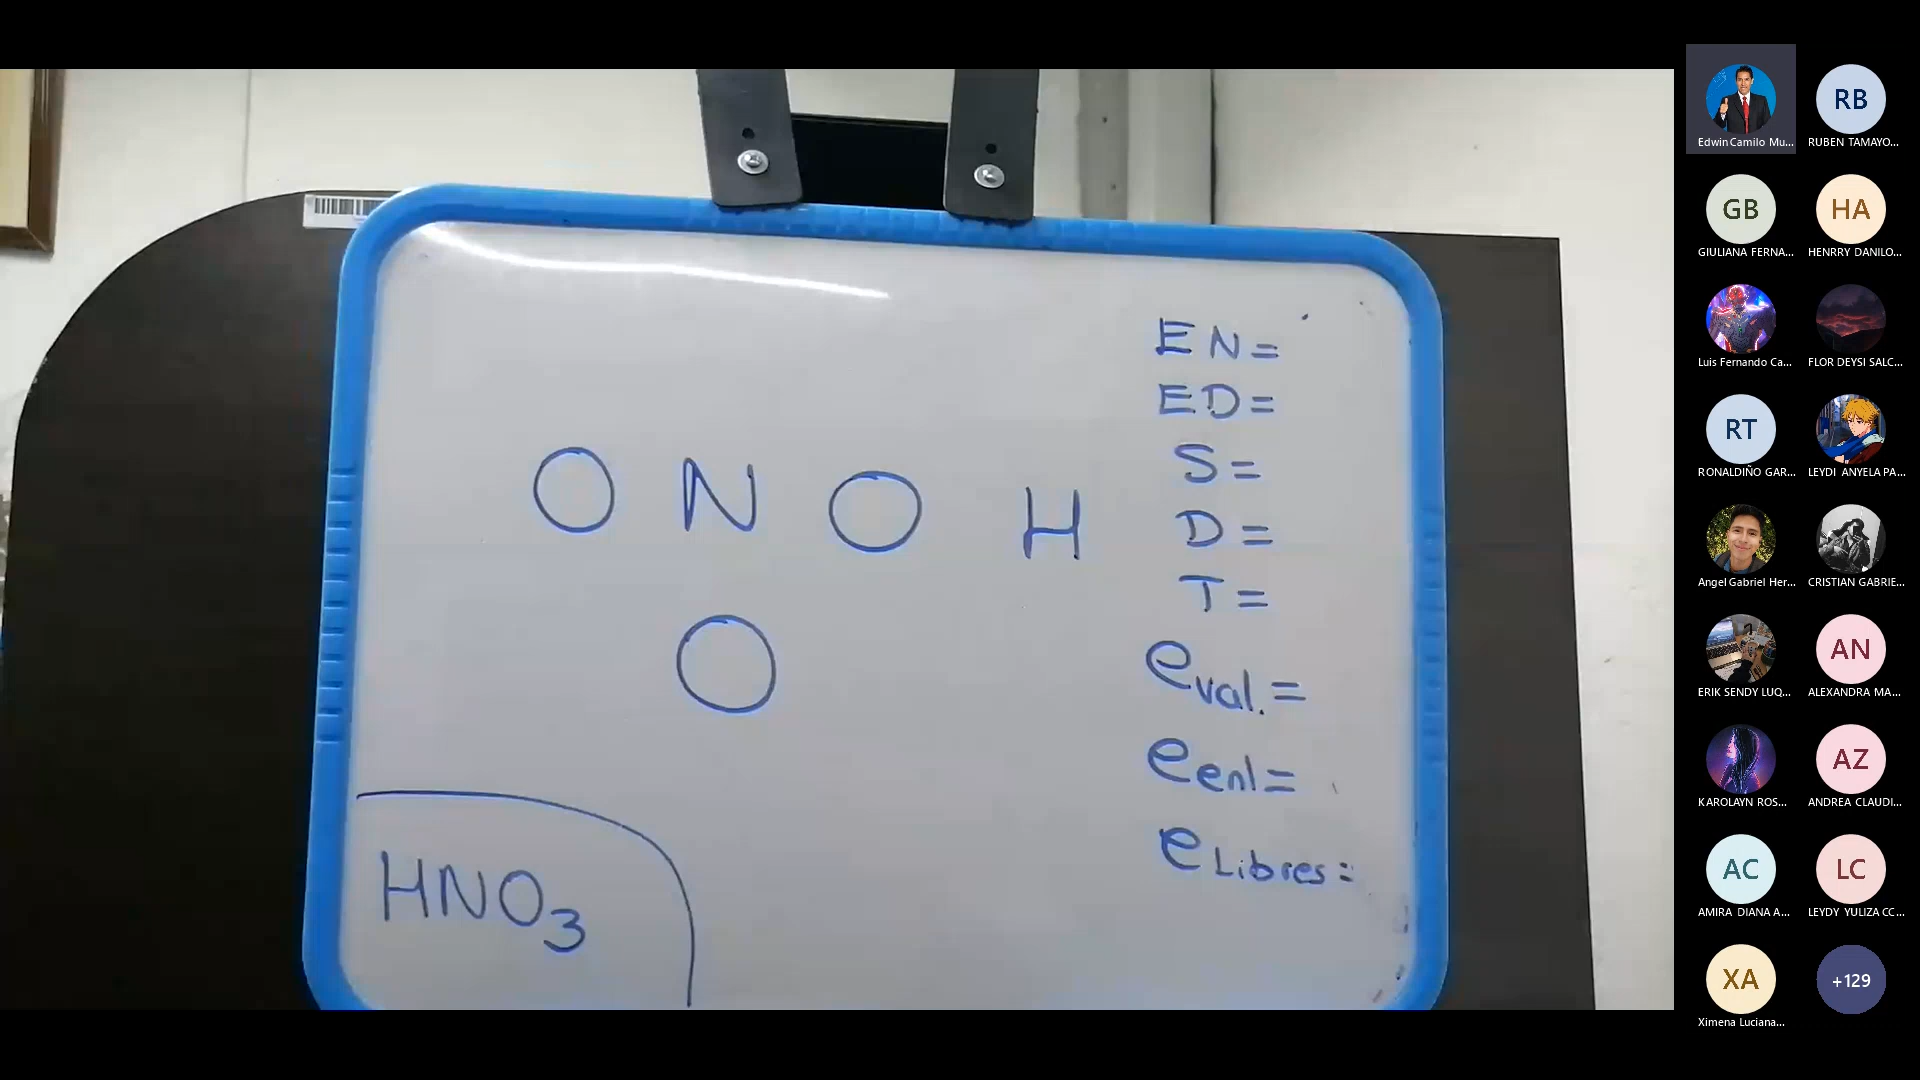 EN=
ED=
S=
D=
T=
O N O H
O
eval.=
eenl=
eLibres=
HNO3
Edwin Camilo Mu...
RB
RUBEN TAMAYO...
GB
GIULIANA FERNA...
HA
HENRRY DANILO...
Luis Fernando Ca...
FLOR DEYSI SALC...
RT
RONALDIÑO GAR...
LEYDI ANYELA PA...
Angel Gabriel Her...
CRISTIAN GABRIE...
ERIK SENDY LUQ...
AN
ALEXANDRA MA...
KAROLAYN ROS...
AZ
ANDREA CLAUDI...
AC
AMIRA DIANA A...
LC
LEYDY YULIZA CC...
XA
Ximena Luciana...
+129